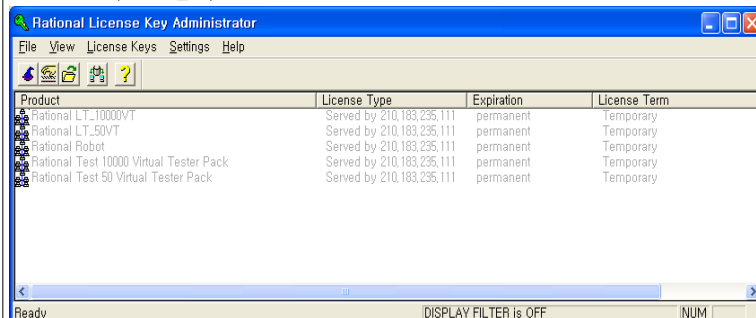 Rational License Key Administrator
File View License Keys Settings Help
Product License Type Expiration License Term
Rational LT_10000VT Served by 210,183,235,111 permanent Temporary
Rational LT_50VT Served by 210,183,235,111 permanent Temporary
Rational Robot Served by 210,183,235,111 permanent Temporary
Rational Test 10000 Virtual Tester Pack Served by 210,183,235,111 permanent Temporary
Rational Test 50 Virtual Tester Pack Served by 210,183,235,111 permanent Temporary
Ready DISPLAY FILTER is OFF NUM